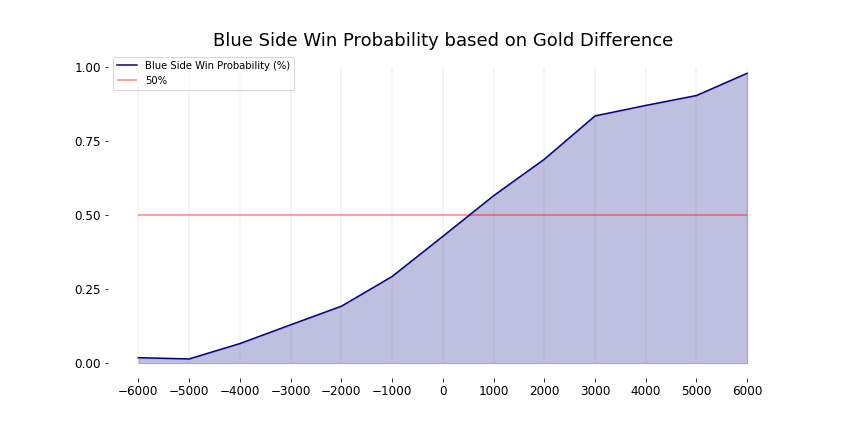 Blue Side Win Probability based on Gold Difference
Blue Side Win Probability (%)
50%
1.00
0.75
0.50
0.25
0.00
−6000 −5000 −4000 −3000 −2000 −1000 0 1000 2000 3000 4000 5000 6000